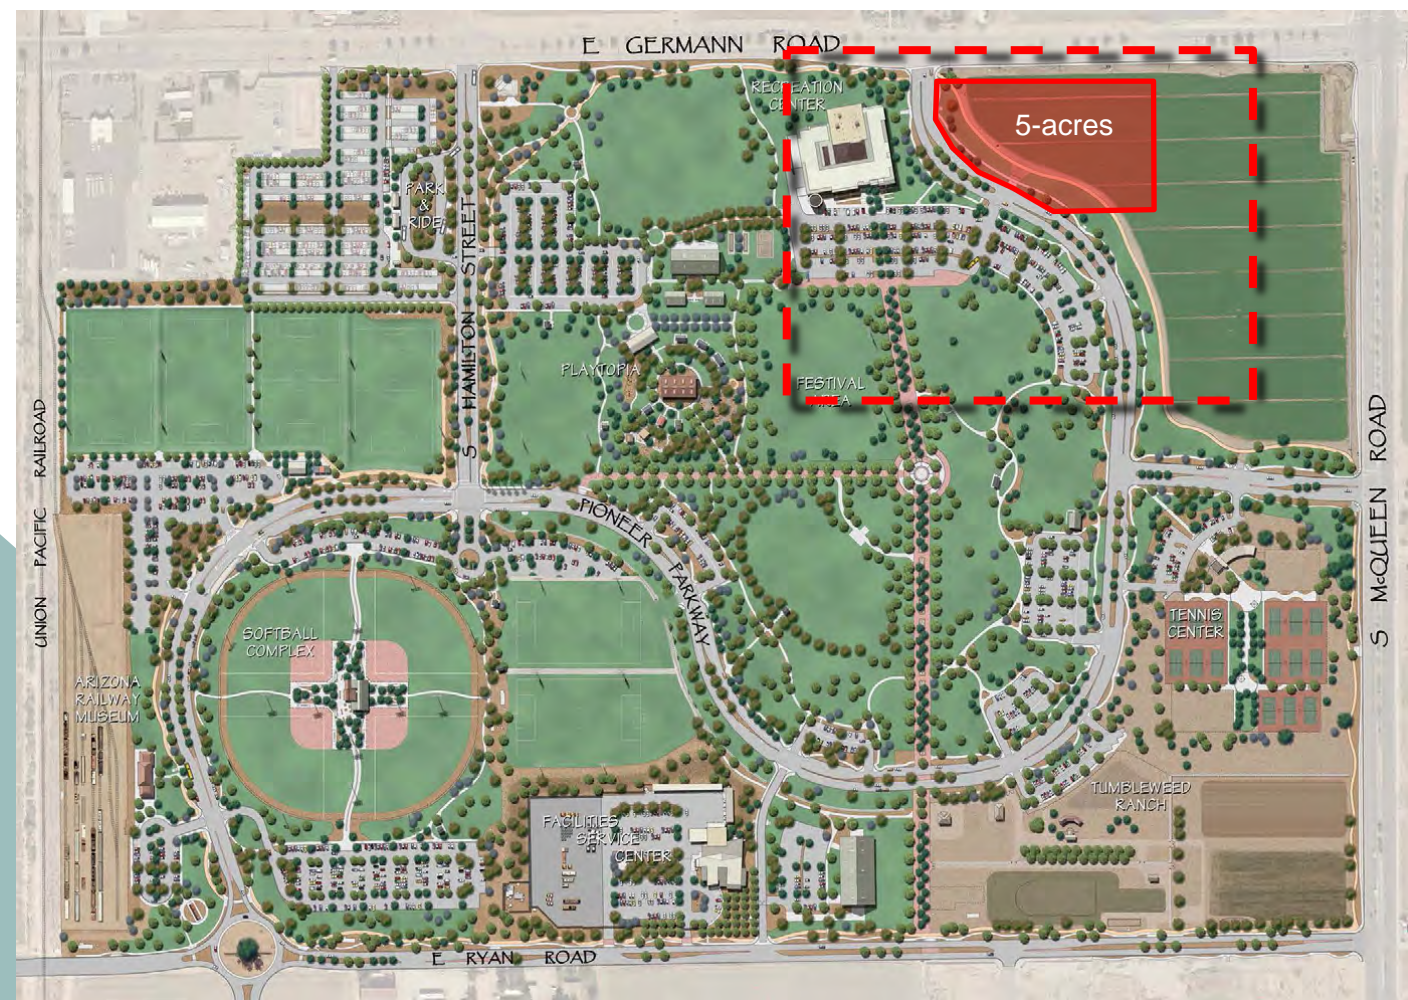 E GERMANN ROAD
RECREATION
CENTER
5-acres
PARK
&
RIDE
S HAMILTON STREET
PLAYTOPIA
FESTIVAL
AREA
UNION PACIFIC RAILROAD
S McQUEEN ROAD
PIONEER PARKWAY
SOFTBALL
COMPLEX
TENNIS
CENTER
ARIZONA
RAILWAY
MUSEUM
TUMBLEWEED
RANCH
FACILITIES
SERVICE
CENTER
E RYAN ROAD